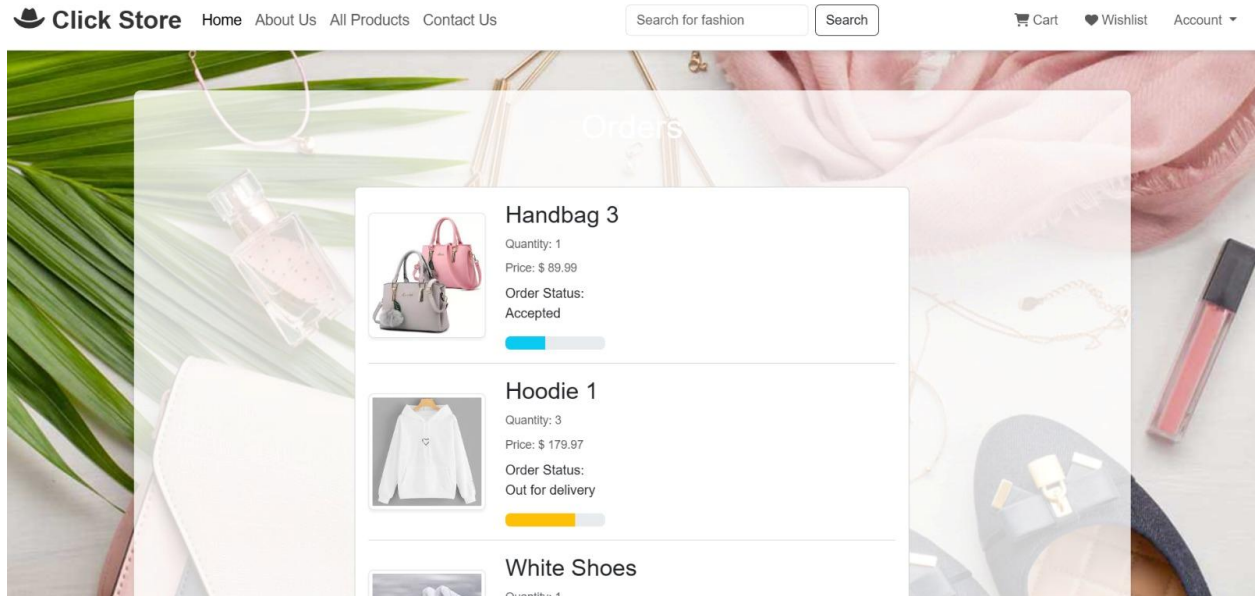 Click Store Home About Us All Products Contact Us Search for fashion Search Cart Wishlist Account
Orders
Handbag 3
Quantity: 1
Price: $ 89.99
Order Status:
Accepted
Hoodie 1
Quantity: 3
Price: $ 179.97
Order Status:
Out for delivery
White Shoes
Quantity: 1